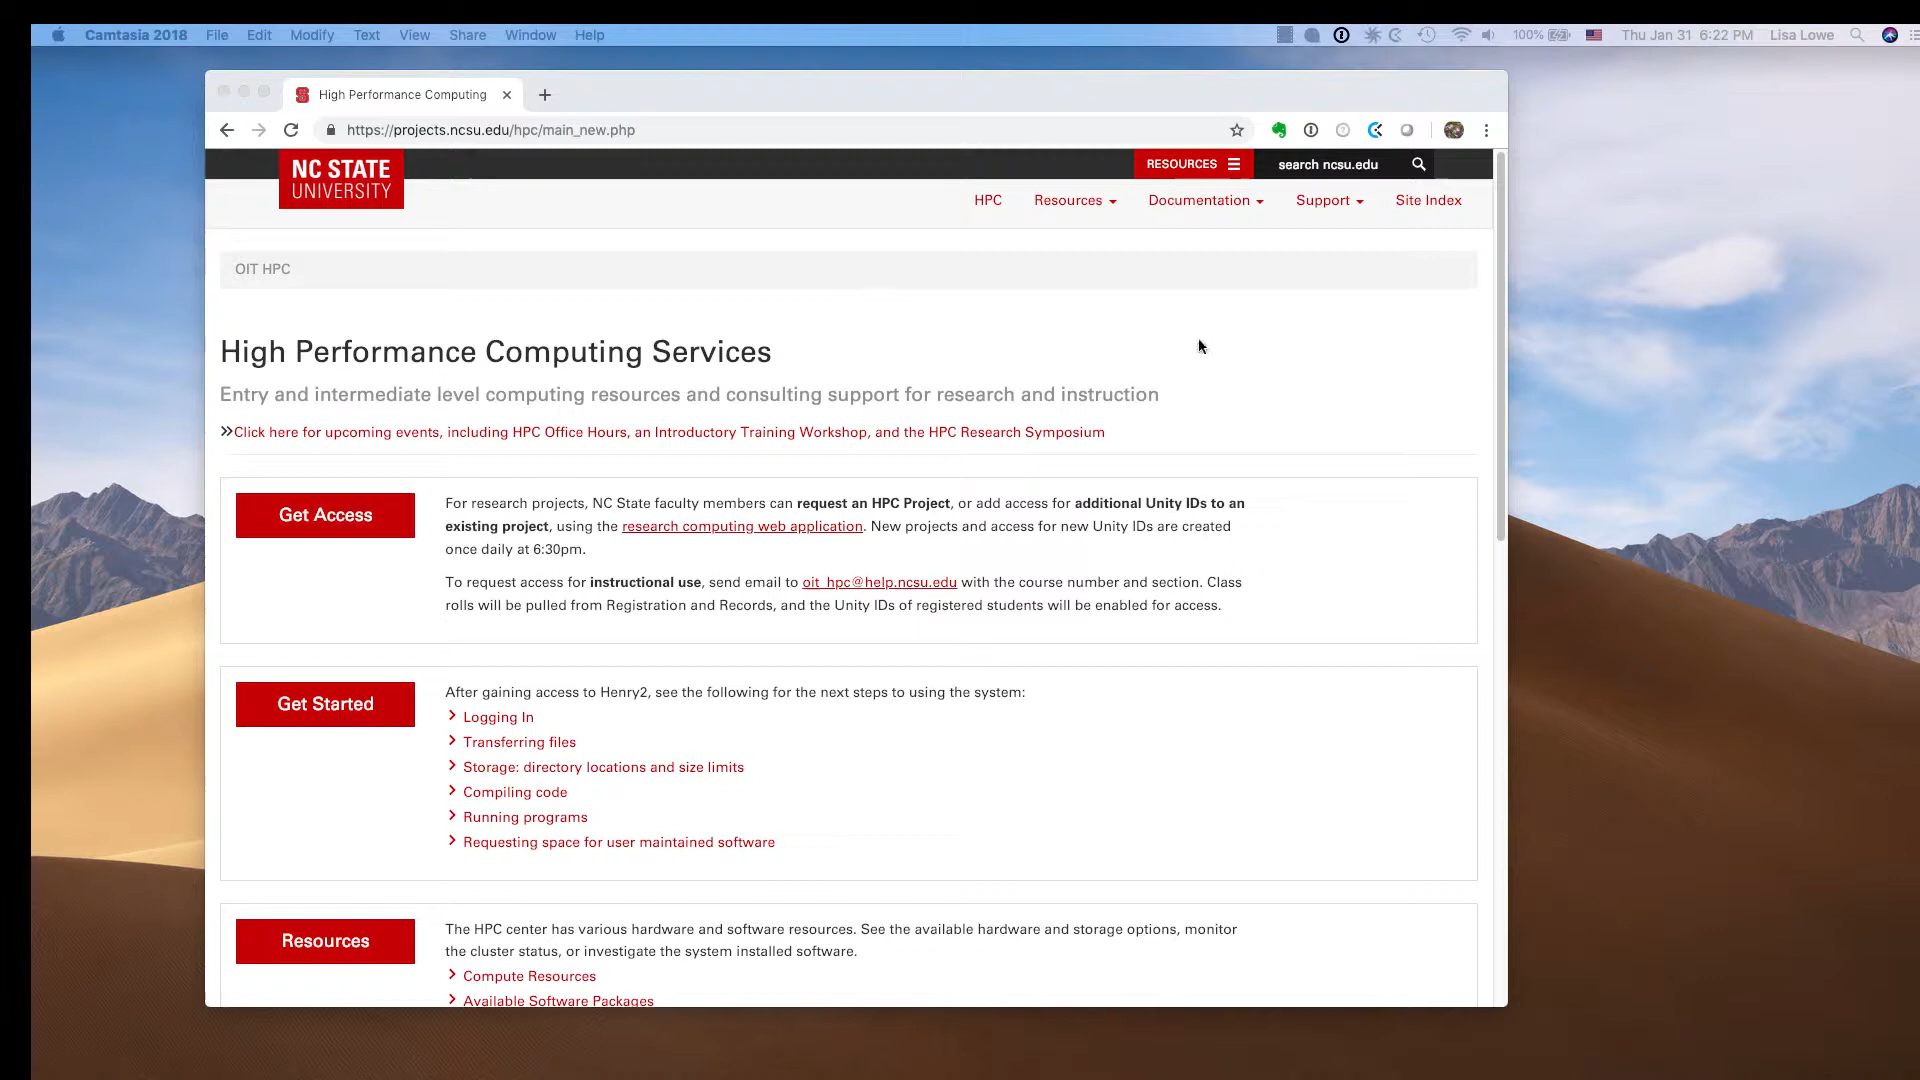 Camtasia 2018 File Edit Modify Text View Share Window Help 100% Thu Jan 31 6:22 PM Lisa Lowe
High Performance Computing
https://projects.ncsu.edu/hpc/main_new.php
NC STATE
UNIVERSITY
RESOURCES search ncsu.edu
HPC Resources Documentation Support Site Index
OIT HPC
High Performance Computing Services
Entry and intermediate level computing resources and consulting support for research and instruction
»Click here for upcoming events, including HPC Office Hours, an Introductory Training Workshop, and the HPC Research Symposium
Get Access
For research projects, NC State faculty members can request an HPC Project, or add access for additional Unity IDs to an
existing project, using the research computing web application. New projects and access for new Unity IDs are created
once daily at 6:30pm.
To request access for instructional use, send email to oit_hpc@help.ncsu.edu with the course number and section. Class
rolls will be pulled from Registration and Records, and the Unity IDs of registered students will be enabled for access.
Get Started
After gaining access to Henry2, see the following for the next steps to using the system:
Logging In
Transferring files
Storage: directory locations and size limits
Compiling code
Running programs
Requesting space for user maintained software
Resources
The HPC center has various hardware and software resources. See the available hardware and storage options, monitor
the cluster status, or investigate the system installed software.
Compute Resources
Available Software Packages